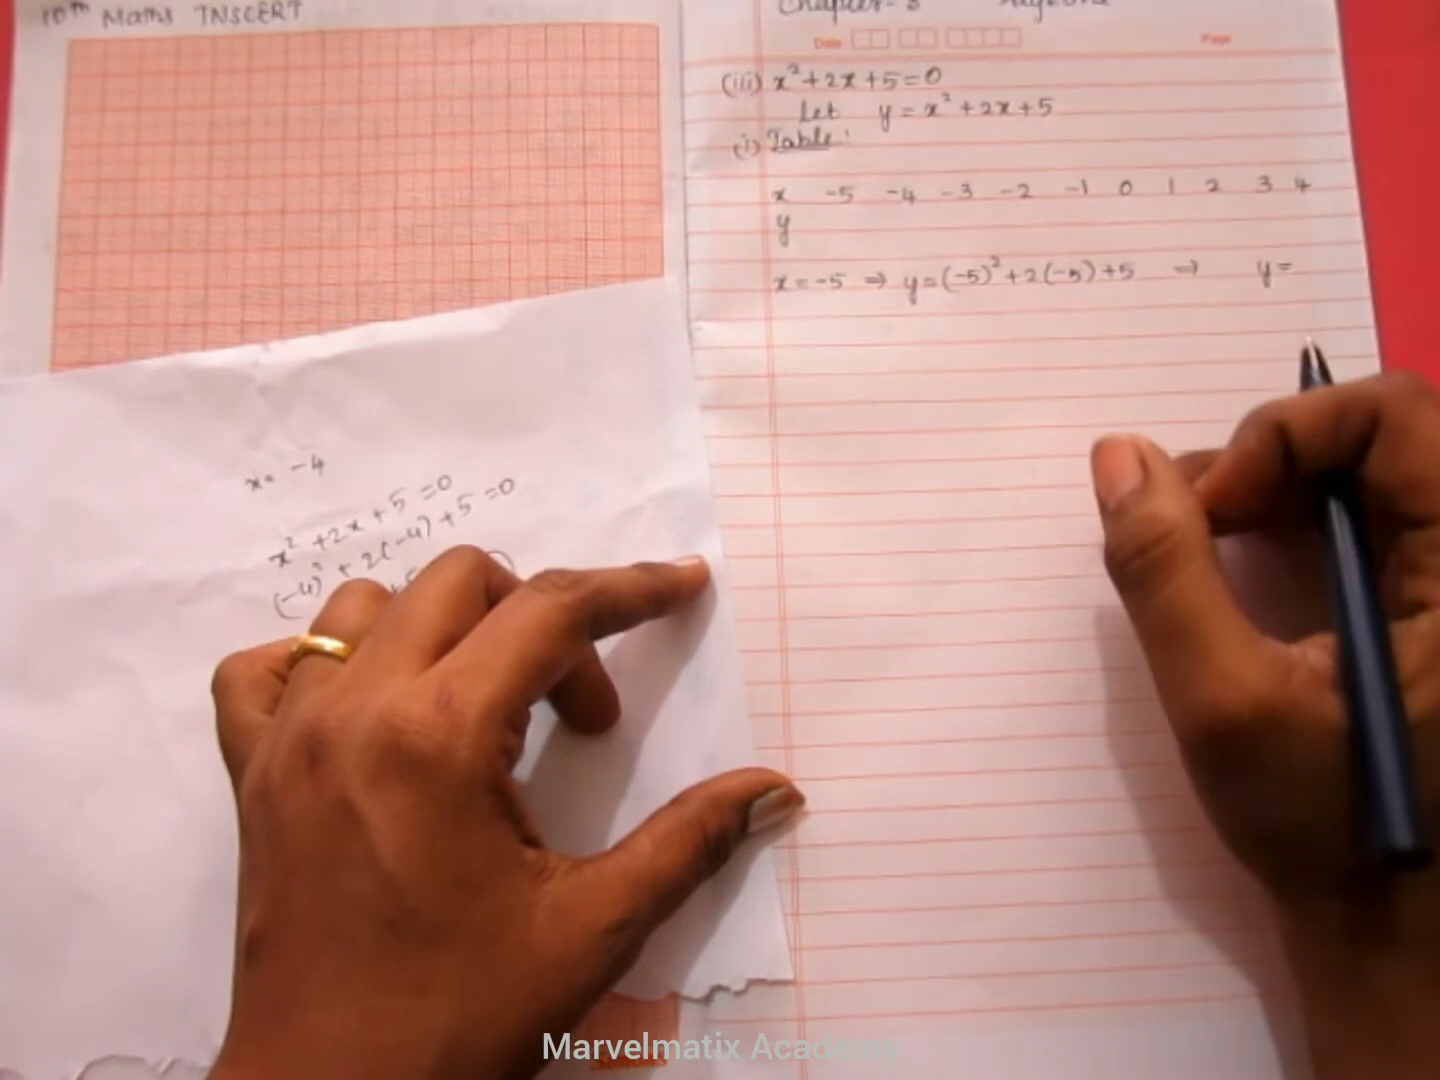 10th Maths TNSCERT
Chapter-3 Algebra
Date Page
(iii) x² + 2x + 5 = 0
Let y = x² + 2x + 5
(i) Table:
x -5 -4 -3 -2 -1 0 1 2 3 4
y
x = -5 ⇒ y = (-5)² + 2(-5) + 5 ⇒ y =
x = -4
x² + 2x + 5 = 0
(-4)² + 2(-4) + 5 = 0
Marvelmatix Academy